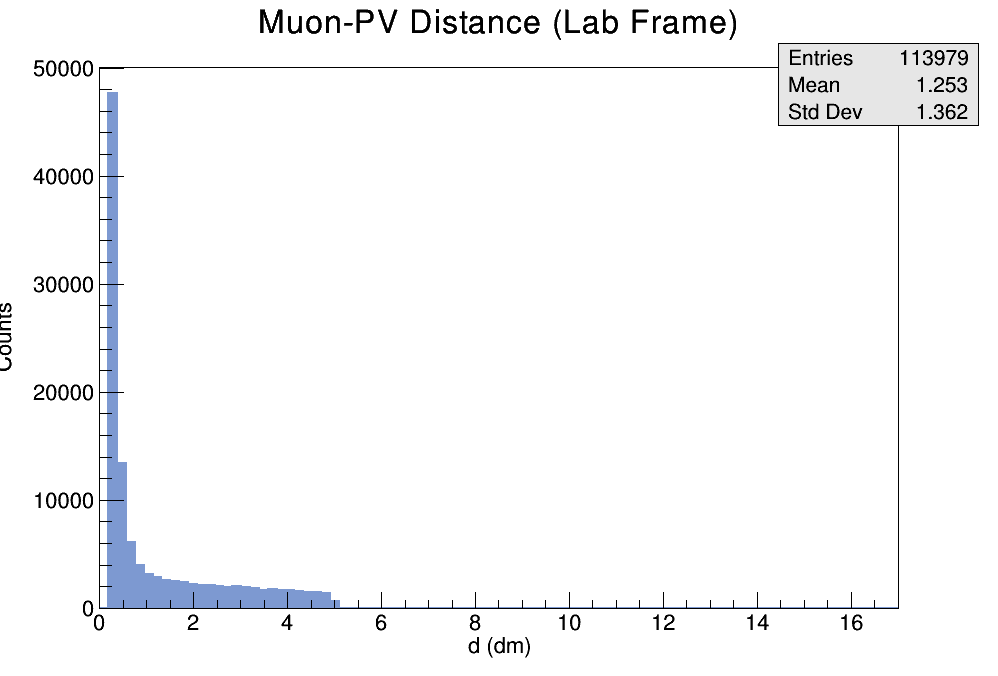 Muon-PV Distance (Lab Frame)
Entries 113979
Mean 1.253
Std Dev 1.362
50000
40000
30000
20000
10000
0
Counts
0 2 4 6 8 10 12 14 16
d (dm)